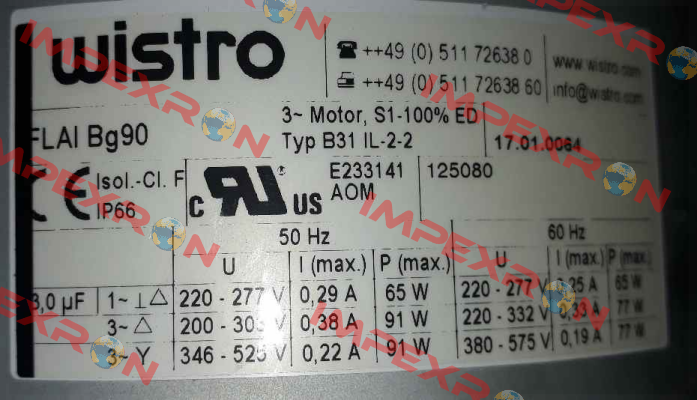 wistro
++49 (0) 511 72638 0
++49 (0) 511 72638 60
www.wistro.com
info@wistro.com
FLAI Bg90
3~ Motor, S1-100% ED
Typ B31 IL-2-2
17.01.0064
CE Isol.-Cl. F
IP66
c RU ® US
E233141
AOM
125080
50 Hz 60 Hz
U I (max.) P (max.) U I (max.) P (max.)
3,0 µF 1~ ⊥ △ 220 - 277 V 0,29 A 65 W 220 - 277 V 0,25 A 65 W
3~ △ 200 - 303 V 0,38 A 91 W 220 - 332 V 0,33 A 77 W
3~ Y 346 - 525 V 0,22 A 91 W 380 - 575 V 0,19 A 77 W
IMPEXRON